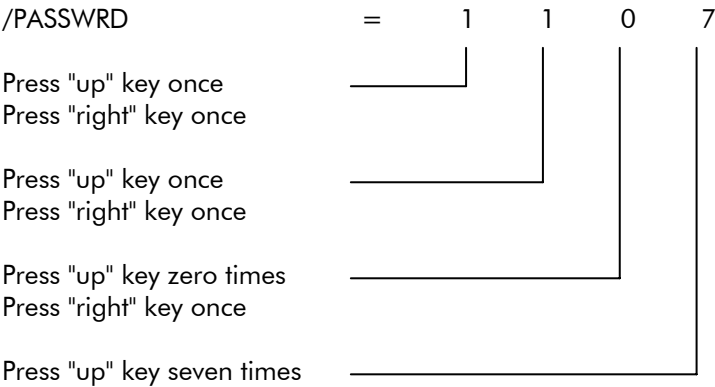 /PASSWRD = 1 1 0 7
Press "up" key once
Press "right" key once
Press "up" key once
Press "right" key once
Press "up" key zero times
Press "right" key once
Press "up" key seven times